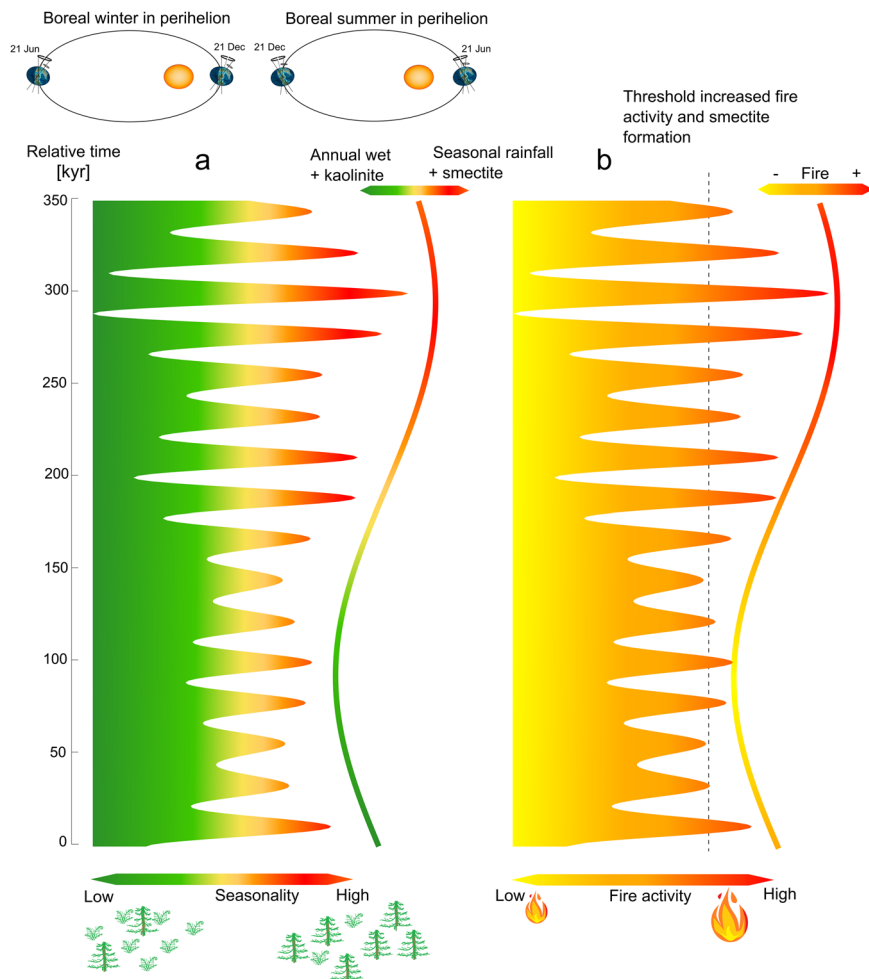 Boreal winter in perihelion
Boreal summer in perihelion
21 Jun
21 Dec
21 Dec
21 Jun
Threshold increased fire
activity and smectite
formation
Relative time
[kyr]
a
Annual wet
+ kaolinite
Seasonal rainfall
+ smectite
b
- Fire +
350
300
250
200
150
100
50
0
Low Seasonality High
Low Fire activity High